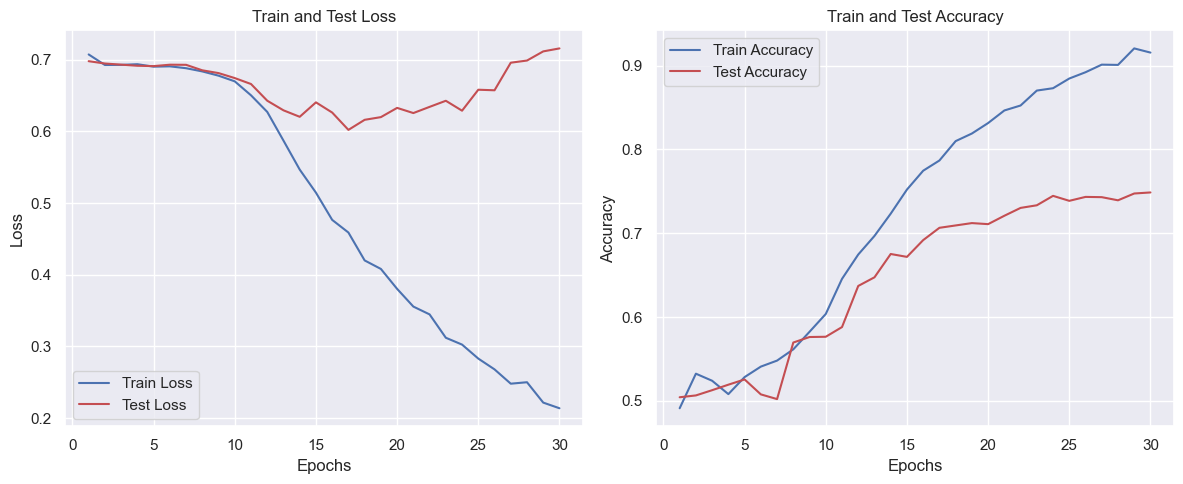 Train and Test Loss
0.7
0.6
0.5
0.4
0.3
0.2
Loss
Train Loss
Test Loss
0
5
10
15
20
25
30
Epochs
Train and Test Accuracy
Train Accuracy
Test Accuracy
0.9
0.8
0.7
0.6
0.5
Accuracy
0
5
10
15
20
25
30
Epochs